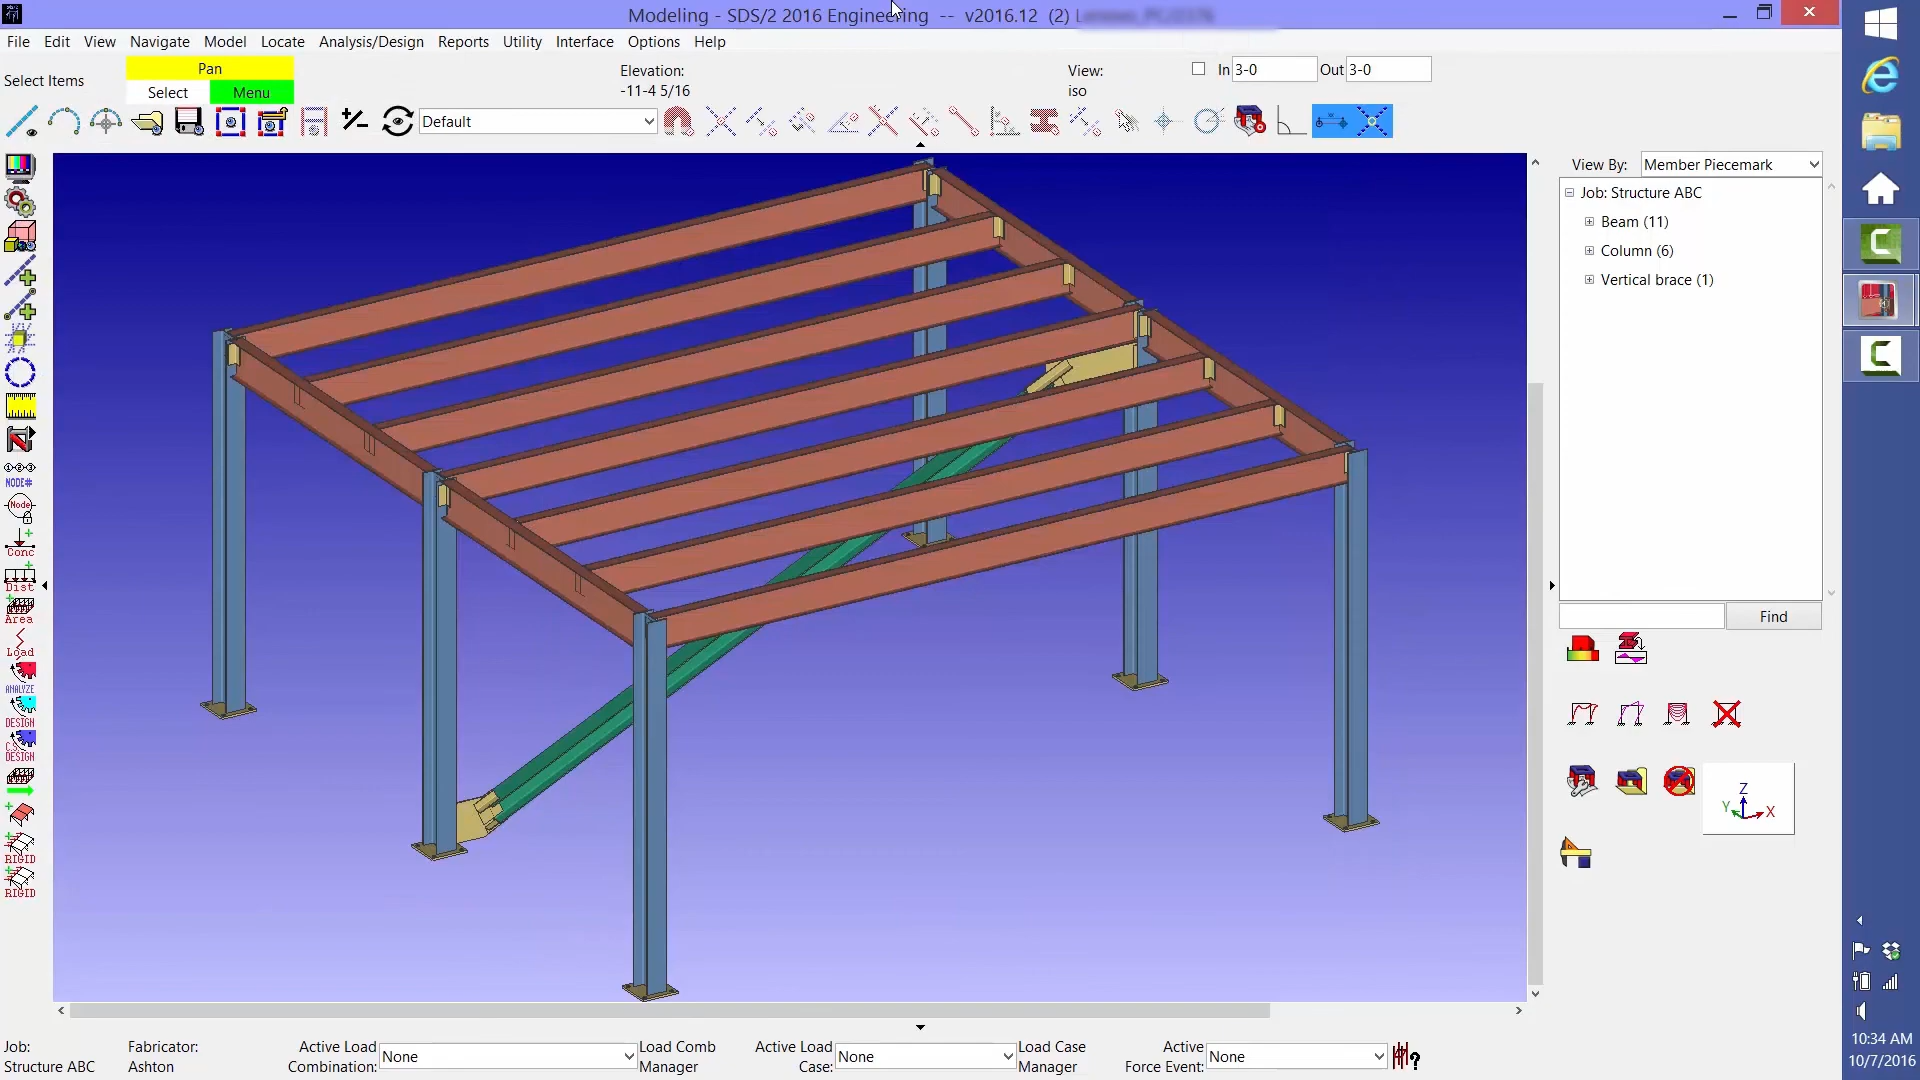 Modeling - SDS/2 2016 Engineering -- v2016.12 (2)
File Edit View Navigate Model Locate Analysis/Design Reports Utility Interface Options Help
Select Items
Pan
Select Menu
Elevation:
-11-4 5/16
View:
iso
In 3-0 Out 3-0
Default
View By: Member Piecemark
Job: Structure ABC
Beam (11)
Column (6)
Vertical brace (1)
Find
NODE#
Node
Conc
Dist
Area
Load
ANALYZE
DESIGN
C.S.
DESIGN
RIGID
RIGID
Z
Y X
Job:
Structure ABC
Fabricator:
Ashton
Active Load
Combination: None
Load Comb
Manager
Active Load
Case: None
Load Case
Manager
Active
Force Event: None
10:34 AM
10/7/2016